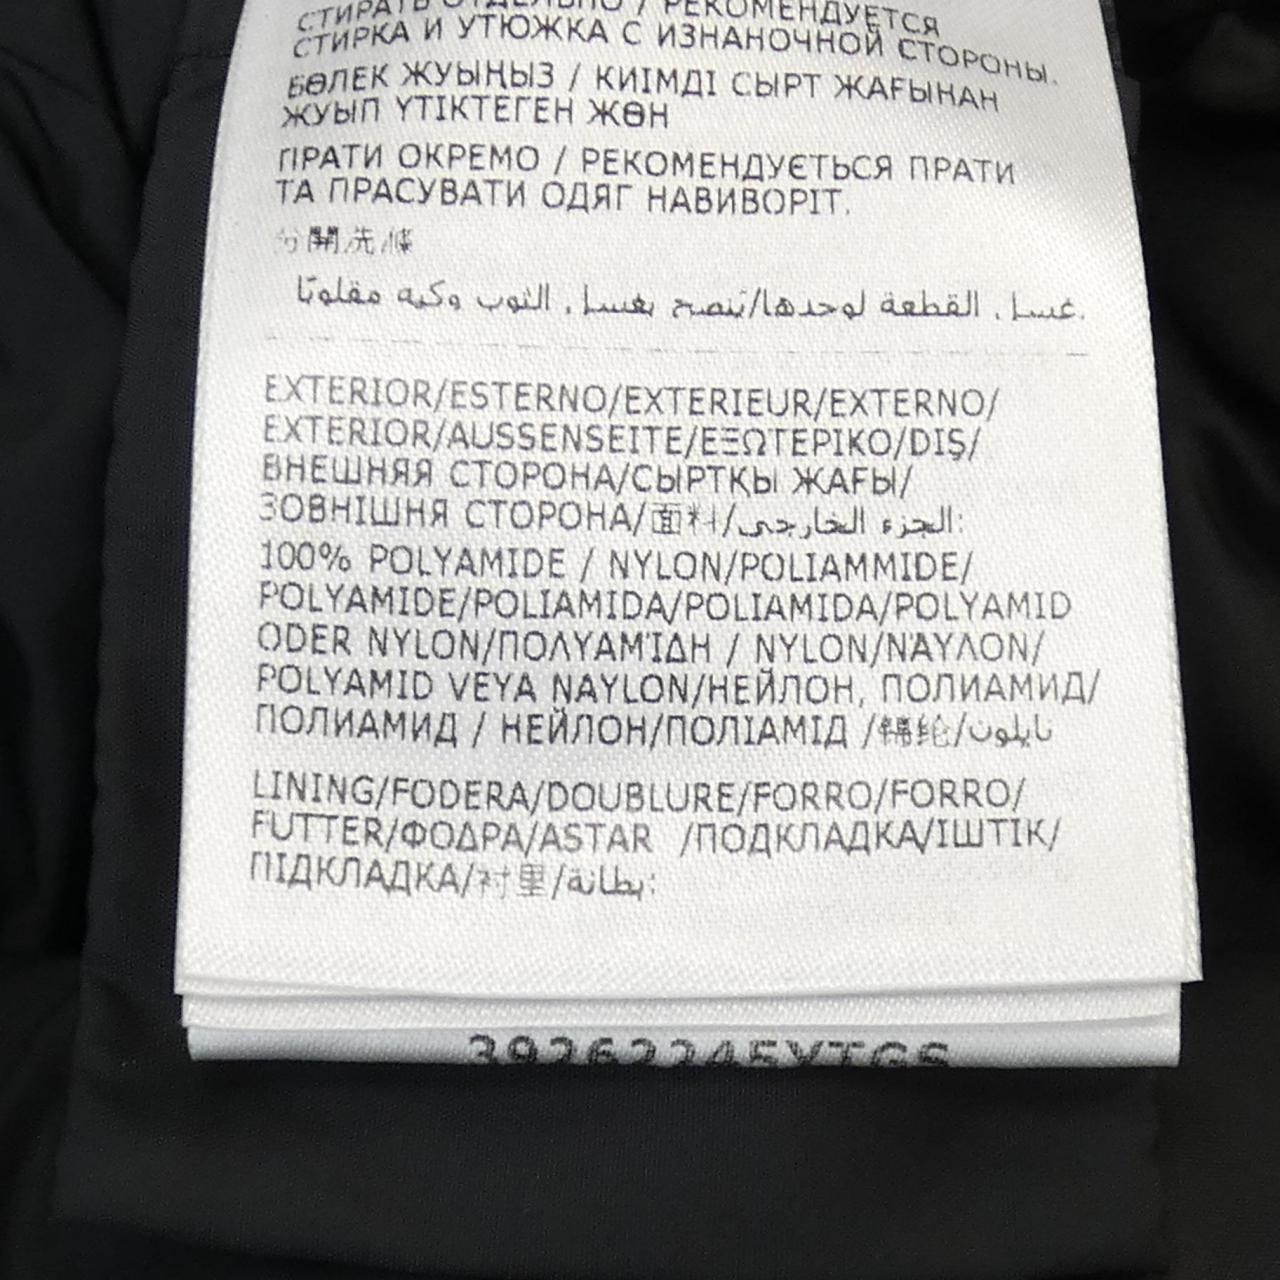 СТИРАТЬ ОТДЕЛЬНО / РЕКОМЕНДУЕТСЯ
СТИРКА И УТЮЖКА С ИЗНАНОЧНОЙ СТОРОНЫ.
БӨЛЕК ЖУЫҢЫЗ / КИІМДІ СЫРТ ЖАҒЫНАН
ЖУЫП ҮТІКТЕГЕН ЖӨН
ПРАТИ ОКРЕМО / РЕКОМЕНДУЄТЬСЯ ПРАТИ
ТА ПРАСУВАТИ ОДЯГ НАВИВОРІТ.
分開洗滌
غسل القطعة لوحدها/يُنصح بغسل الثوب وكيه مقلوبًا.
EXTERIOR/ESTERNO/EXTERIEUR/EXTERNO/
EXTERIOR/AUSSENSEITE/ΕΞΩΤΕΡΙΚΟ/DIŞ/
ВНЕШНЯЯ СТОРОНА/СЫРТҚЫ ЖАҒЫ/
ЗОВНІШНЯ СТОРОНА/面料/الجزء الخارجي:
100% POLYAMIDE / NYLON/POLIAMMIDE/
POLYAMIDE/POLIAMIDA/POLIAMIDA/POLYAMID
ODER NYLON/ΠΟΛΥΑΜΊΔΗ / NYLON/ΝΆΥΛΟΝ/
POLYAMID VEYA NAYLON/НЕЙЛОН, ПОЛИАМИД/
ПОЛИАМИД / НЕЙЛОН/ПОЛІАМІД /锦纶/نايلون
LINING/FODERA/DOUBLURE/FORRO/FORRO/
FUTTER/ΦΟΔΡΑ/ASTAR /ПОДКЛАДКА/ІШТІК/
ПІДКЛАДКА/衬里/بطانة:
39262245YTGS